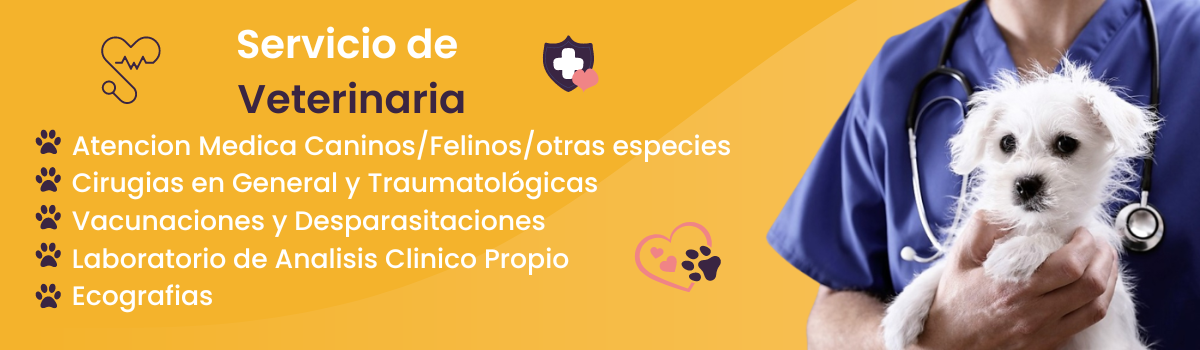 Servicio de
Veterinaria
Atencion Medica Caninos/Felinos/otras especies
Cirugias en General y Traumatológicas
Vacunaciones y Desparasitaciones
Laboratorio de Analisis Clinico Propio
Ecografias